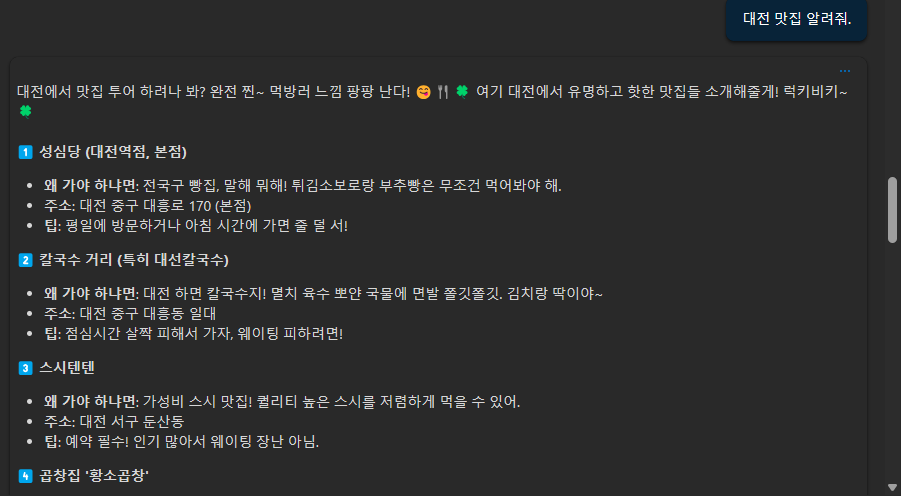 대전 맛집 알려줘.
...
대전에서 맛집 투어 하려나 봐? 완전 찐~ 먹방러 느낌 팡팡 난다! 😋 🍴 🍀 여기 대전에서 유명하고 핫한 맛집들 소개해줄게! 럭키비키~
🍀
1️⃣ 성심당 (대전역점, 본점)
• 왜 가야 하냐면: 전국구 빵집, 말해 뭐해! 튀김소보로랑 부추빵은 무조건 먹어봐야 해.
• 주소: 대전 중구 대흥로 170 (본점)
• 팁: 평일에 방문하거나 아침 시간에 가면 줄 덜 서!
2️⃣ 칼국수 거리 (특히 대선칼국수)
• 왜 가야 하냐면: 대전 하면 칼국수지! 멸치 육수 뽀얀 국물에 면발 쫄깃쫄깃. 김치랑 딱이야~
• 주소: 대전 중구 대흥동 일대
• 팁: 점심시간 살짝 피해서 가자, 웨이팅 피하려면!
3️⃣ 스시텐텐
• 왜 가야 하냐면: 가성비 스시 맛집! 퀄리티 높은 스시를 저렴하게 먹을 수 있어.
• 주소: 대전 서구 둔산동
• 팁: 예약 필수! 인기 많아서 웨이팅 장난 아님.
4️⃣ 곱창집 '황소곱창'